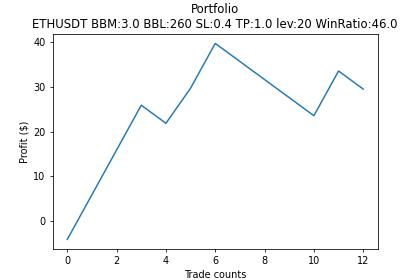 Portfolio
ETHUSDT BBM:3.0 BBL:260 SL:0.4 TP:1.0 lev:20 WinRatio:46.0
40
30
20
10
0
Profit ($)
0 2 4 6 8 10 12
Trade counts